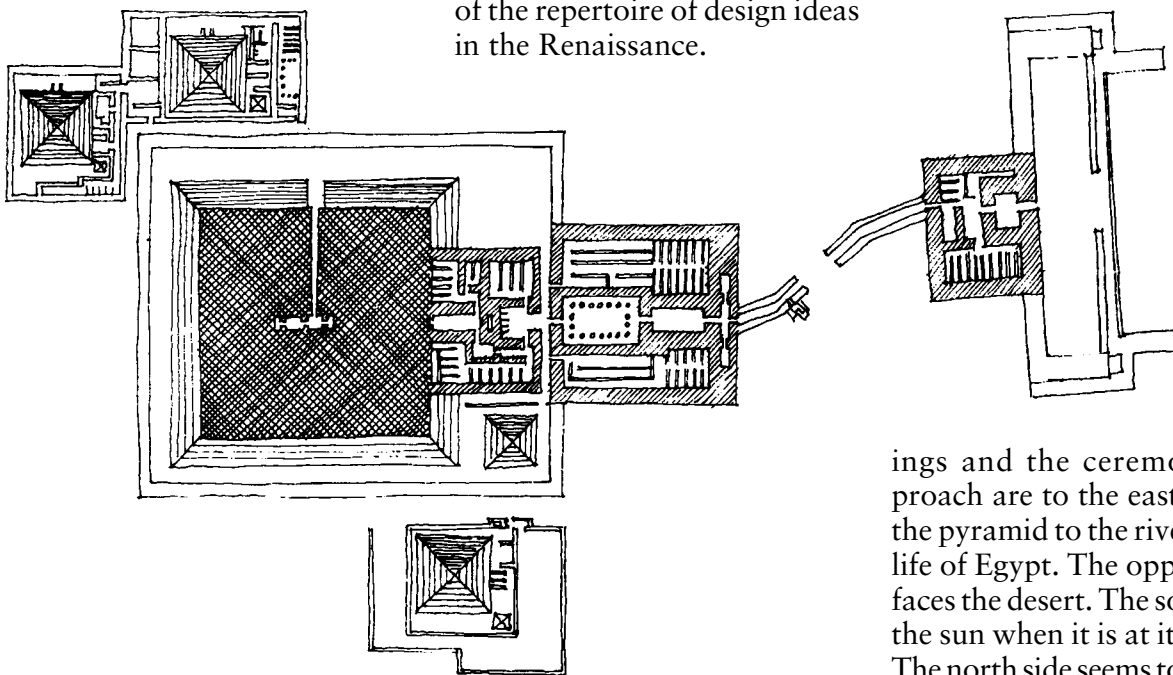 of the repertoire of design ideas
in the Renaissance.
ings and the ceremo
proach are to the east
the pyramid to the rive
life of Egypt. The opp
faces the desert. The so
the sun when it is at it
The north side seems to